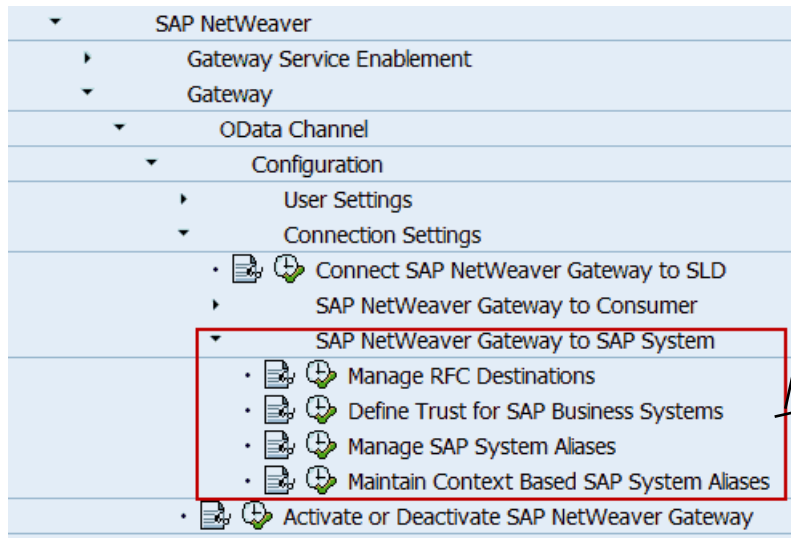 SAP NetWeaver
Gateway Service Enablement
Gateway
OData Channel
Configuration
User Settings
Connection Settings
Connect SAP NetWeaver Gateway to SLD
SAP NetWeaver Gateway to Consumer
SAP NetWeaver Gateway to SAP System
Manage RFC Destinations
Define Trust for SAP Business Systems
Manage SAP System Aliases
Maintain Context Based SAP System Aliases
Activate or Deactivate SAP NetWeaver Gateway